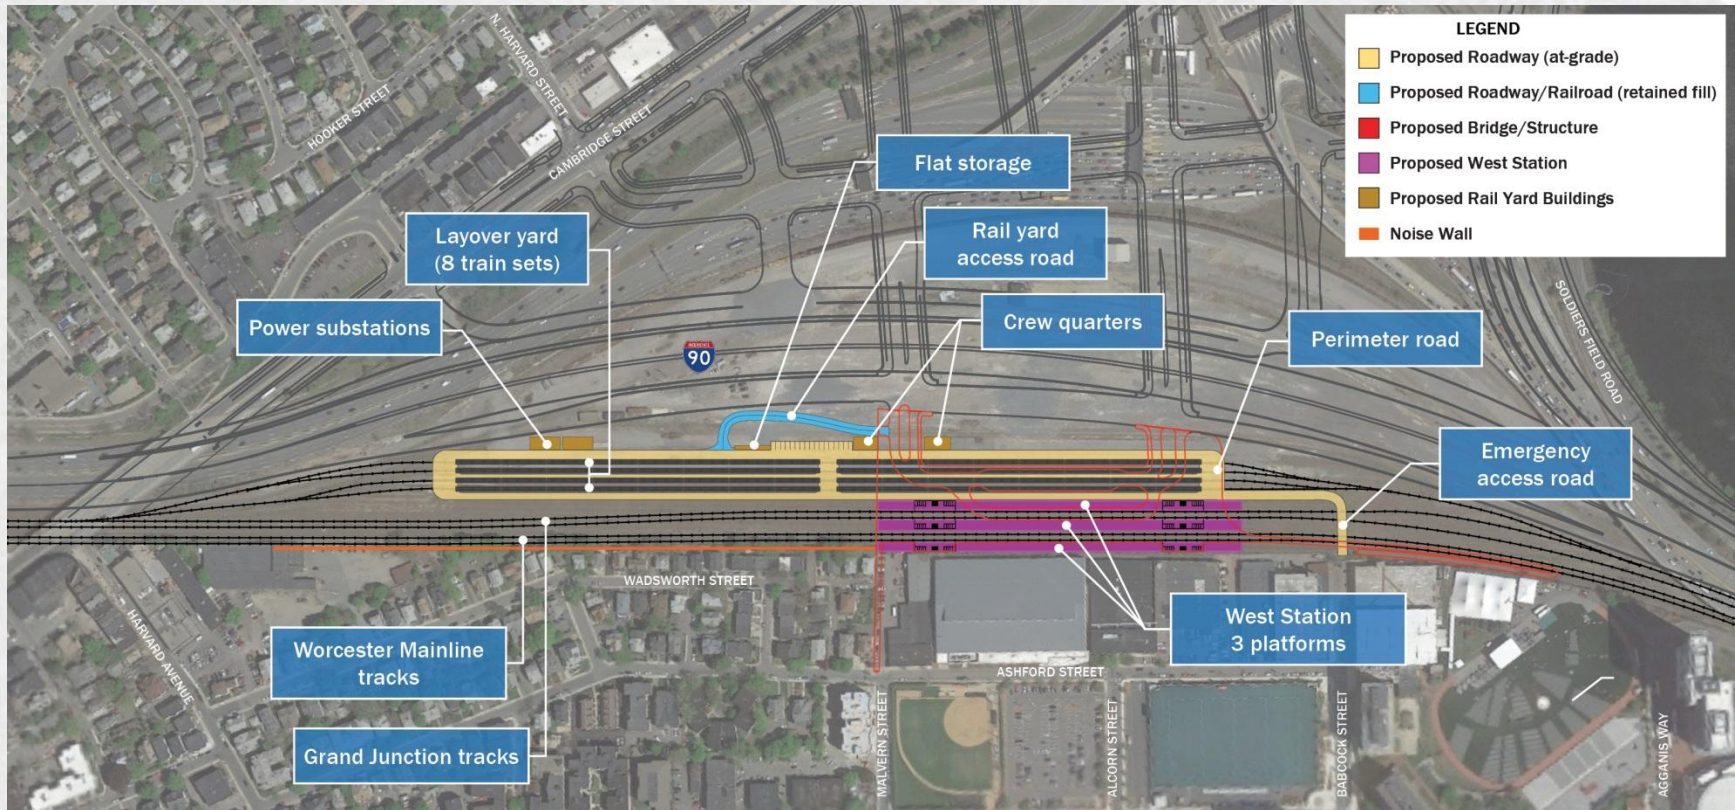 LEGEND
Proposed Roadway (at-grade)
Proposed Roadway/Railroad (retained fill)
Proposed Bridge/Structure
Proposed West Station
Proposed Rail Yard Buildings
Noise Wall
N. HARVARD STREET
HOOKER STREET
CAMBRIDGE STREET
Flat storage
Layover yard
(8 train sets)
Rail yard
access road
Power substations
Crew quarters
Perimeter road
SOLDIERS FIELD ROAD
INTERSTATE
90
Emergency
access road
WADSWORTH STREET
HARVARD AVENUE
Worcester Mainline
tracks
West Station
3 platforms
ASHFORD STREET
Grand Junction tracks
MALVERN STREET
ALCORN STREET
BABCOCK STREET
AGGANIS WAY